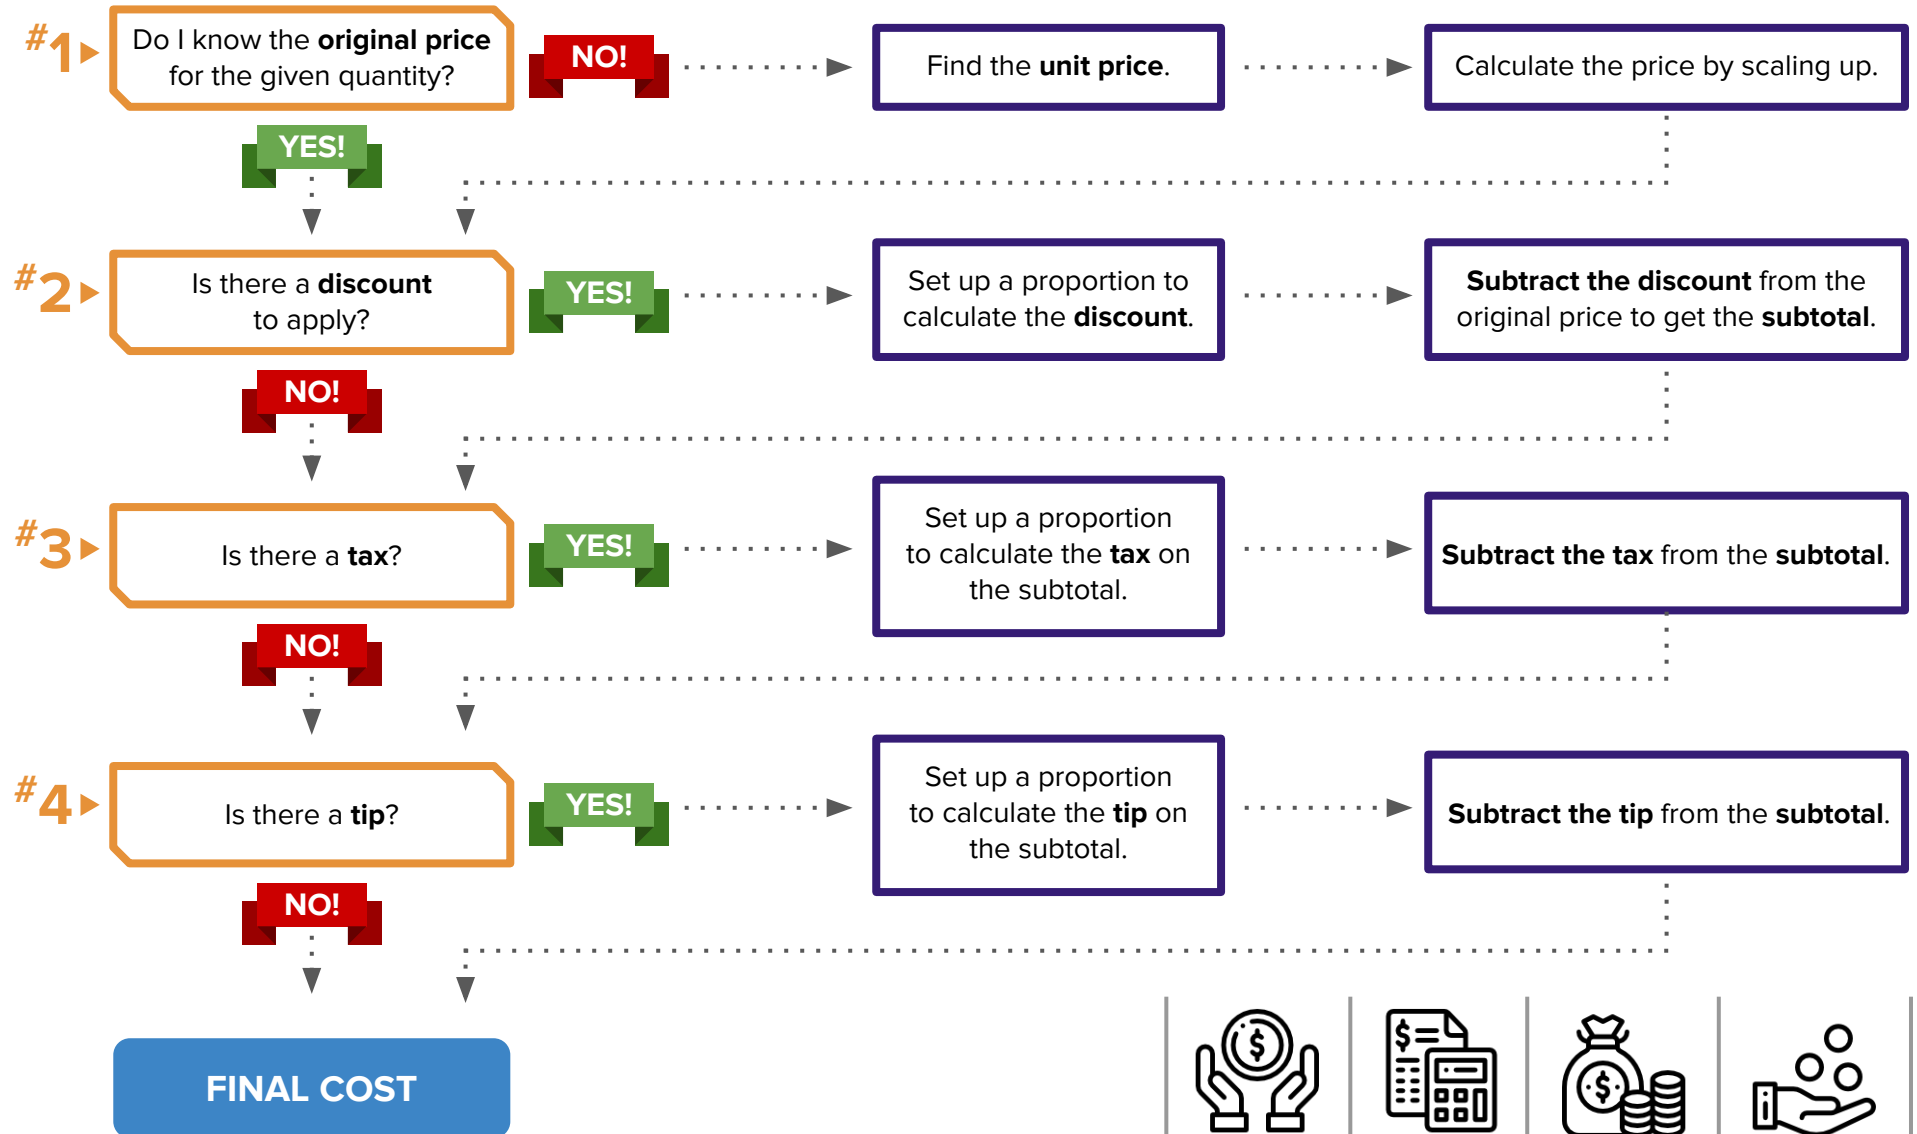 #1
Do I know the original price
for the given quantity?
NO!
Find the unit price.
Calculate the price by scaling up.
YES!
#2
Is there a discount
to apply?
YES!
Set up a proportion to
calculate the discount.
Subtract the discount from the
original price to get the subtotal.
NO!
#3
Is there a tax?
YES!
Set up a proportion
to calculate the tax on
the subtotal.
Subtract the tax from the subtotal.
NO!
#4
Is there a tip?
YES!
Set up a proportion
to calculate the tip on
the subtotal.
Subtract the tip from the subtotal.
NO!
FINAL COST
$
$
$